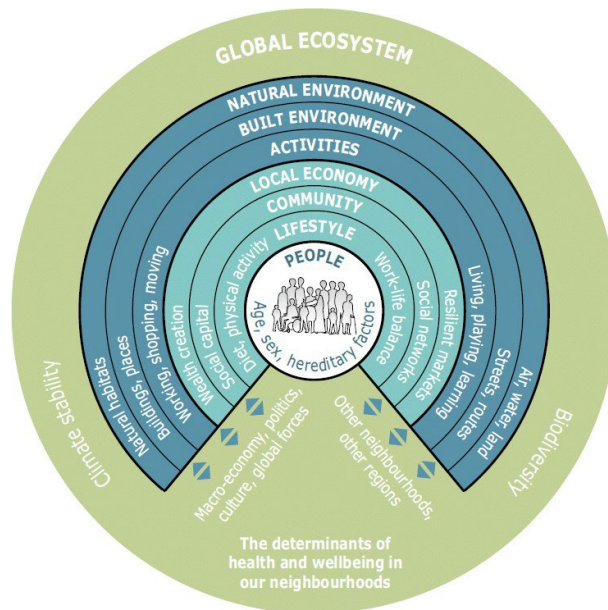 GLOBAL ECOSYSTEM
NATURAL ENVIRONMENT
BUILT ENVIRONMENT
ACTIVITIES
LOCAL ECONOMY
COMMUNITY
LIFESTYLE
PEOPLE
Age, sex, hereditary factors
Diet, physical activity
Work-life balance
Social capital
Social networks
Wealth creation
Resilient markets
Working, shopping, moving
Living, playing, learning
Buildings, places
Streets, routes
Natural habitats
Air, water, land
Climate stability
Biodiversity
Macro-economy, politics,
culture, global forces
Other neighbourhoods,
other regions
The determinants of
health and wellbeing in
our neighbourhoods